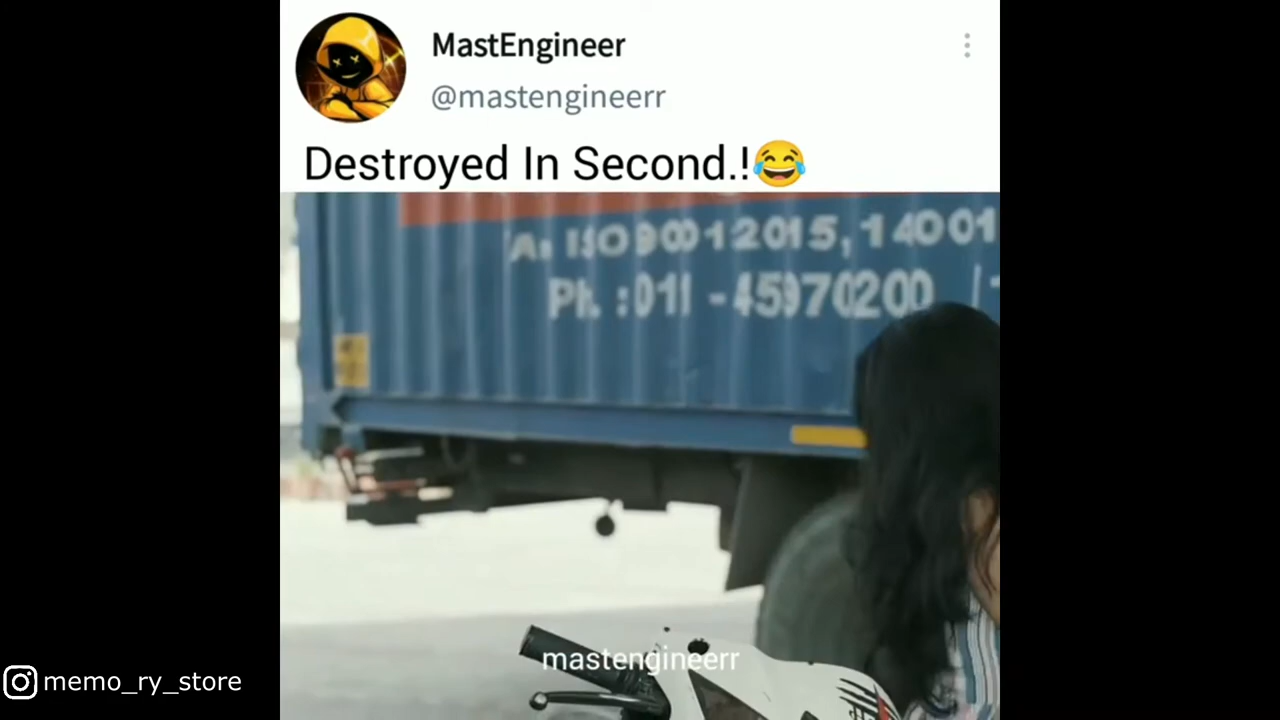 MastEngineer
@mastengineerr
Destroyed In Second.!😂
A: ISO 9001 2015, 14001
Ph. :011 - 45970200
mastengineerr
memo_ry_store